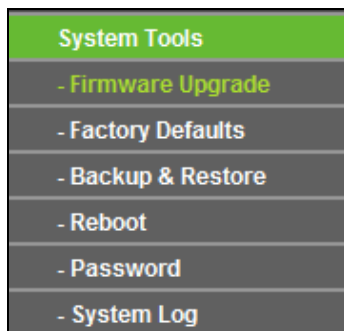 System Tools
- Firmware Upgrade
- Factory Defaults
- Backup & Restore
- Reboot
- Password
- System Log